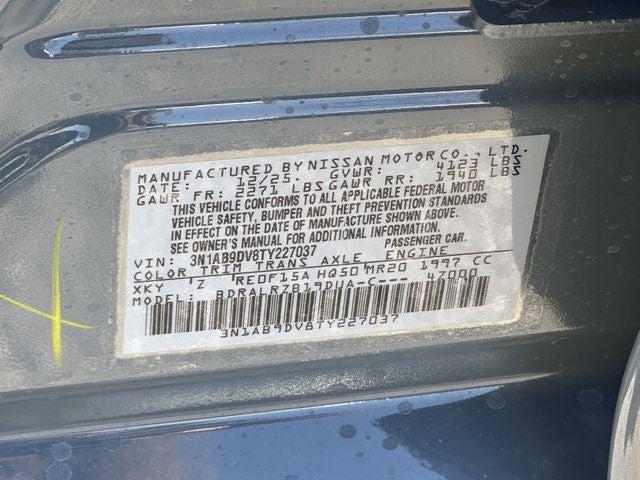 MANUFACTURED BY NISSAN MOTOR CO., LTD.
DATE: 12/25. GVWR: 4123 LBS
GAWR FR: 2271 LBS GAWR RR: 1940 LBS
THIS VEHICLE CONFORMS TO ALL APPLICABLE FEDERAL MOTOR
VEHICLE SAFETY, BUMPER AND THEFT PREVENTION STANDARDS
IN EFFECT ON THE DATE OF MANUFACTURE SHOWN ABOVE.
SEE OWNER'S MANUAL FOR ADDITIONAL INFORMATION
VIN: 3N1AB9DV8TY227037 PASSENGER CAR.
COLOR TRIM TRANS ENGINE
XKY Z RE0F15A HQ50 MR20 1997 CC
MODEL: BDRALRZB19DUA-C--- 4Z000
3N1AB9DV8TY227037